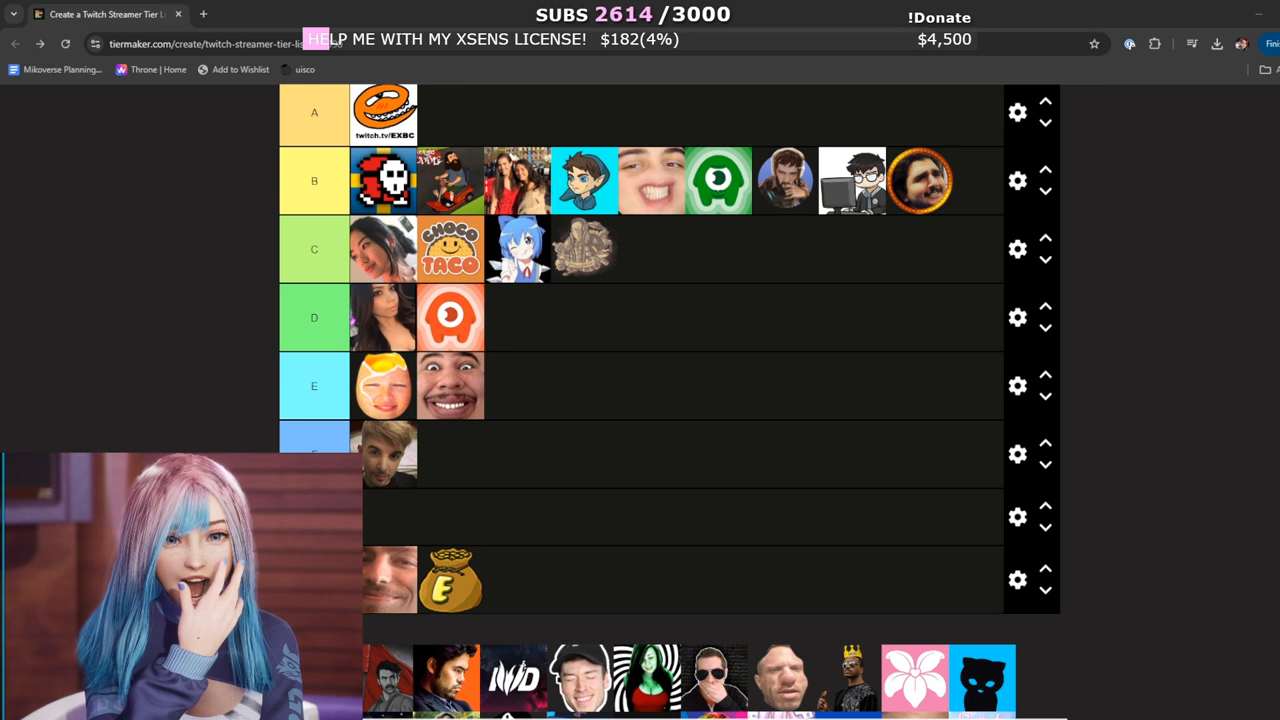 Create a Twitch Streamer Tier Li
SUBS 2614 /3000
!Donate
HELP ME WITH MY XSENS LICENSE! $182(4%)
$4,500
tiermaker.com/create/twitch-streamer-tier-lis
Finis
Mikoverse Planning...
Throne | Home
Add to Wishlist
uisco
A
twitch.tv/EXBC
B
C
CHOCO
TACO
D
E
E